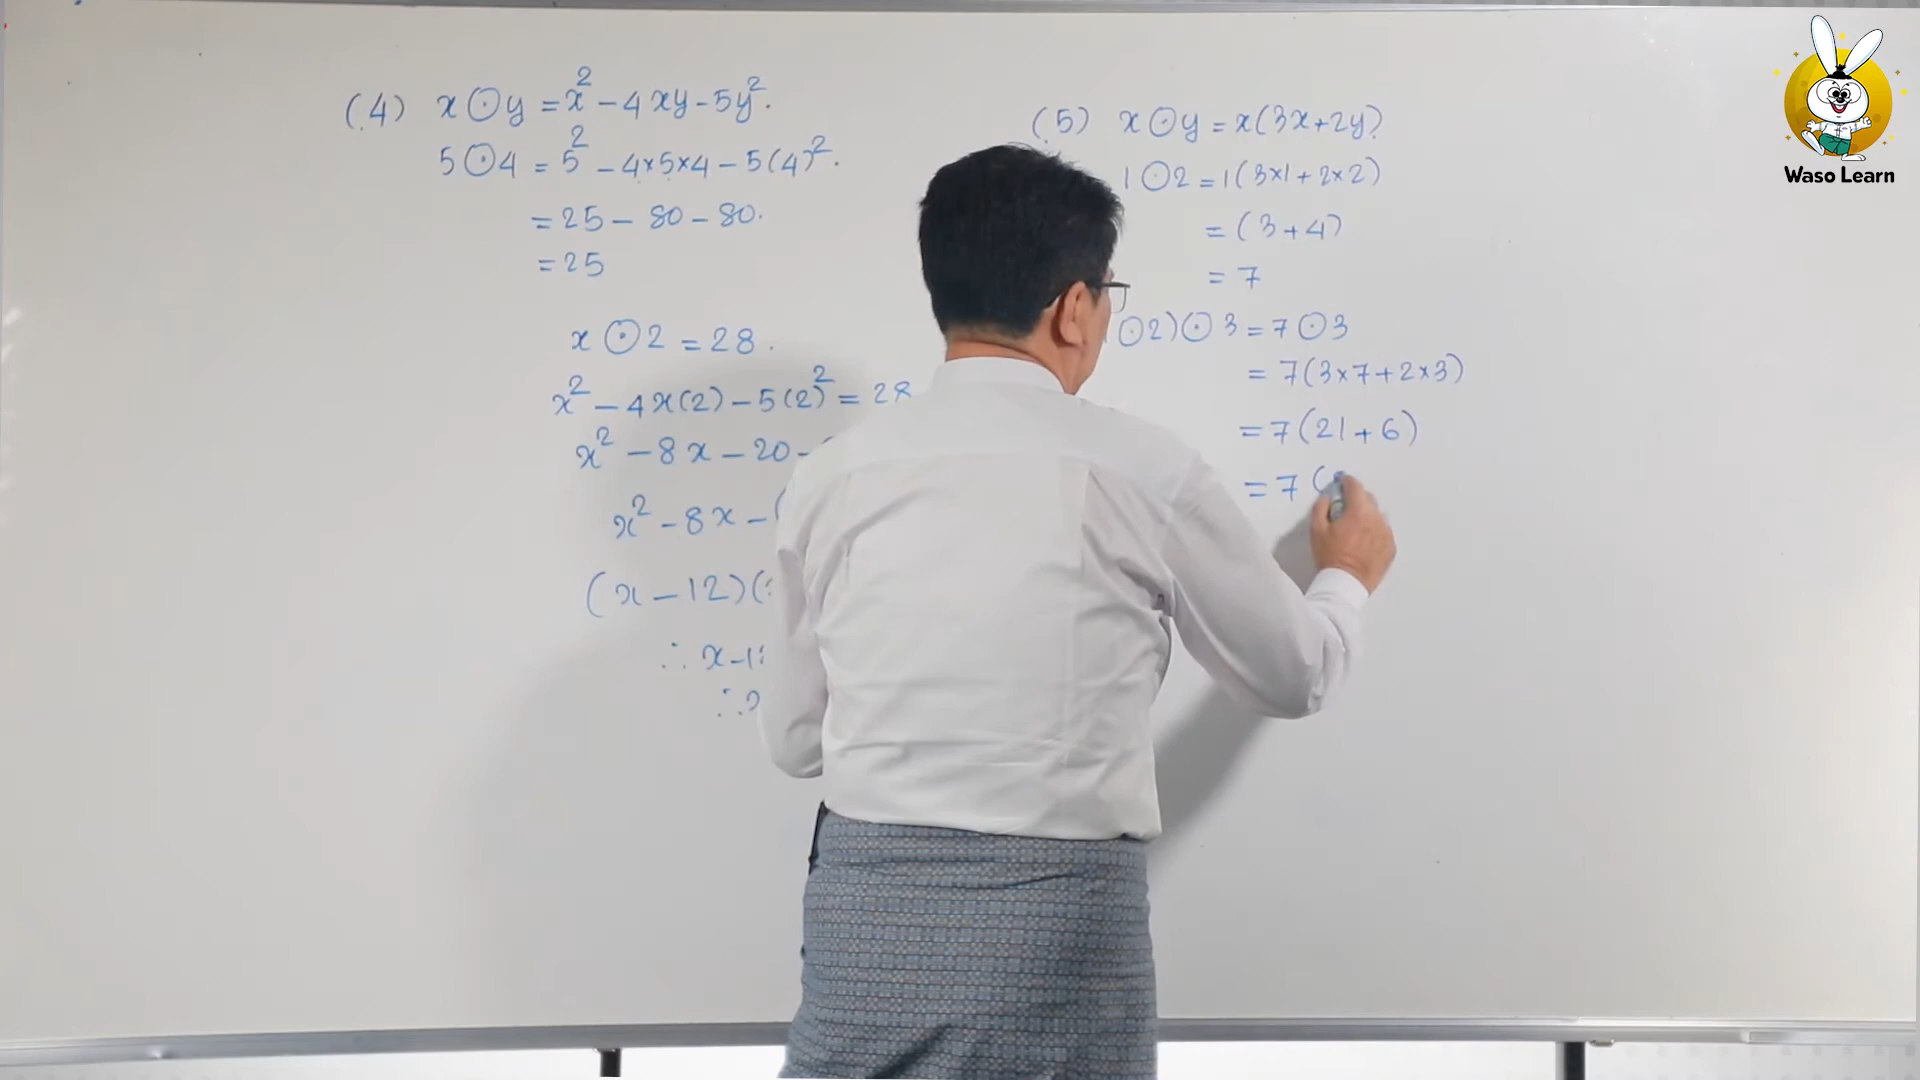 (4) x⊙y = x² - 4xy - 5y².
5⊙4 = 5² - 4×5×4 - 5(4)².
= 25 - 80 - 80.
= 25
x⊙2 = 28.
x² - 4x(2) - 5(2)² = 28
x² - 8x - 20 -
x² - 8x - (
(x - 12)(
∴ x - 1
∴
(5) x⊙y = x(3x+2y)
1⊙2 = 1(3×1 + 2×2)
= (3+4)
= 7
⊙2)⊙3 = 7⊙3
= 7(3×7+2×3)
= 7(21+6)
= 7(
Waso Learn